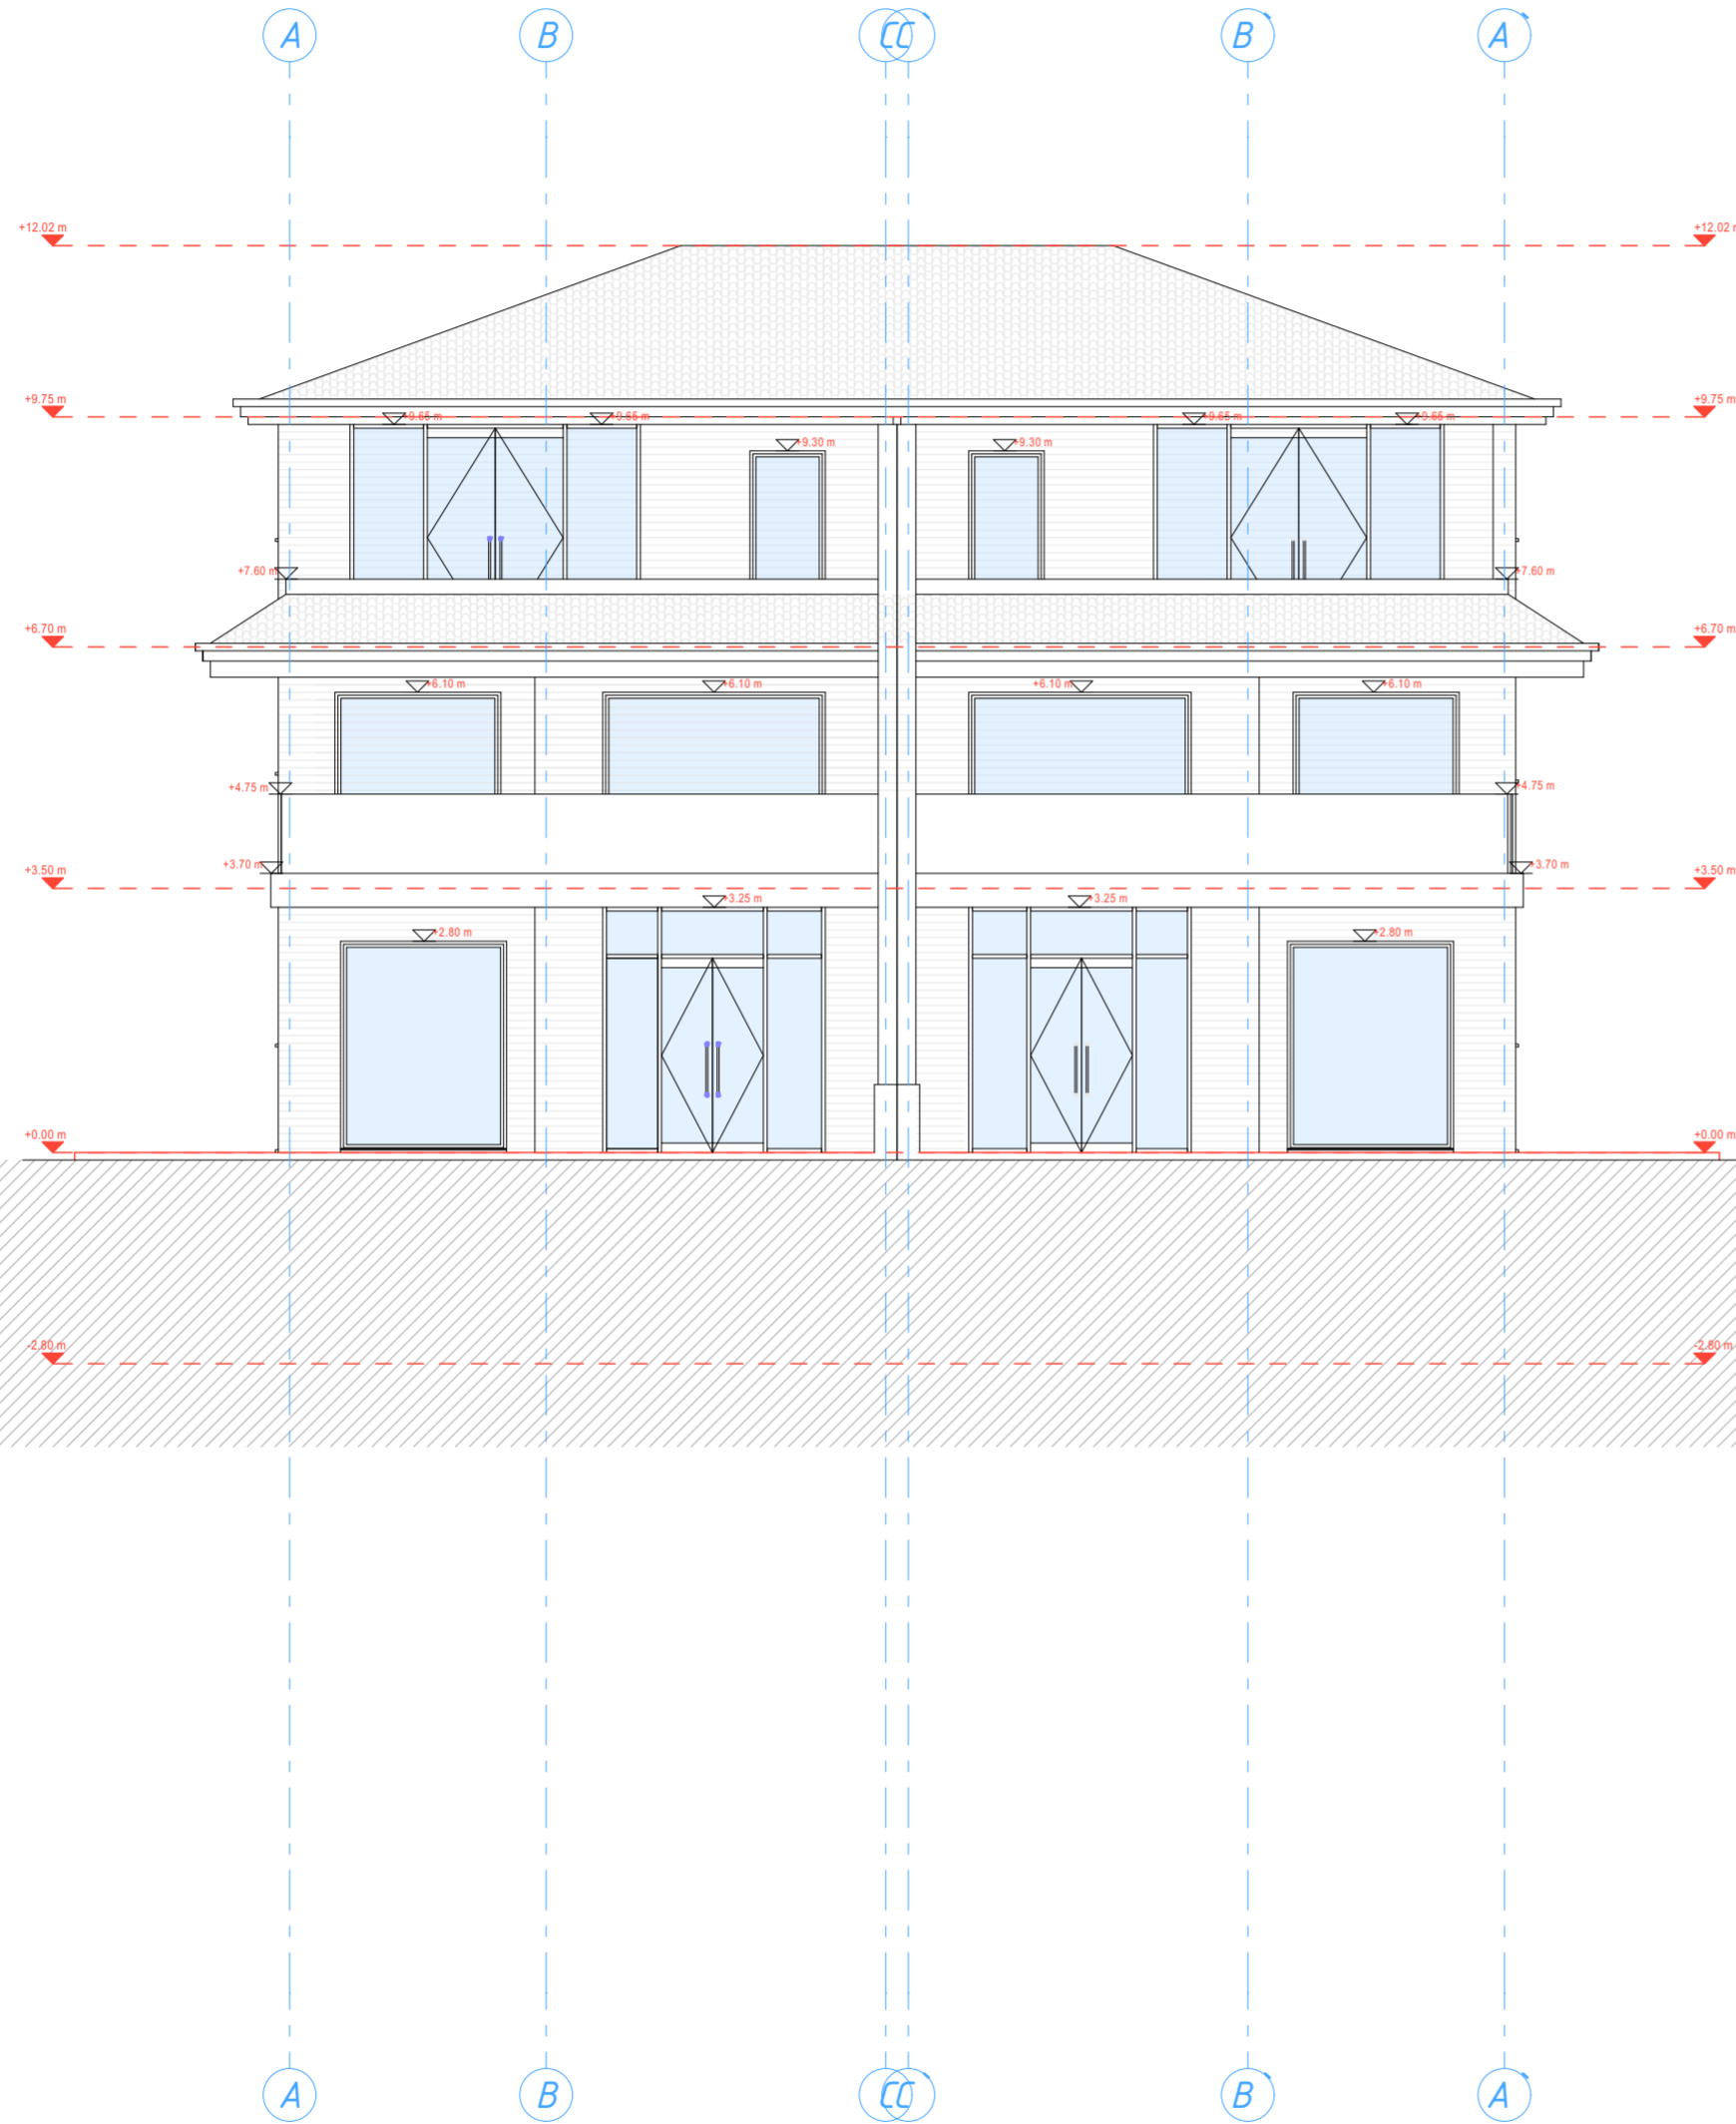 A B C C` B` A`
+12.02 m +12.02 m
+9.75 m +9.65 m +9.65 m +9.65 m +9.65 m +9.75 m
+9.30 m +9.30 m
+7.60 m +7.60 m
+6.70 m +6.70 m
+6.10 m +6.10 m +6.10 m +6.10 m
+4.75 m +4.75 m
+3.70 m +3.70 m
+3.50 m +3.50 m
+3.25 m +3.25 m
+2.80 m +2.80 m
+0.00 m +0.00 m
-2.80 m -2.80 m
A B C C` B` A`